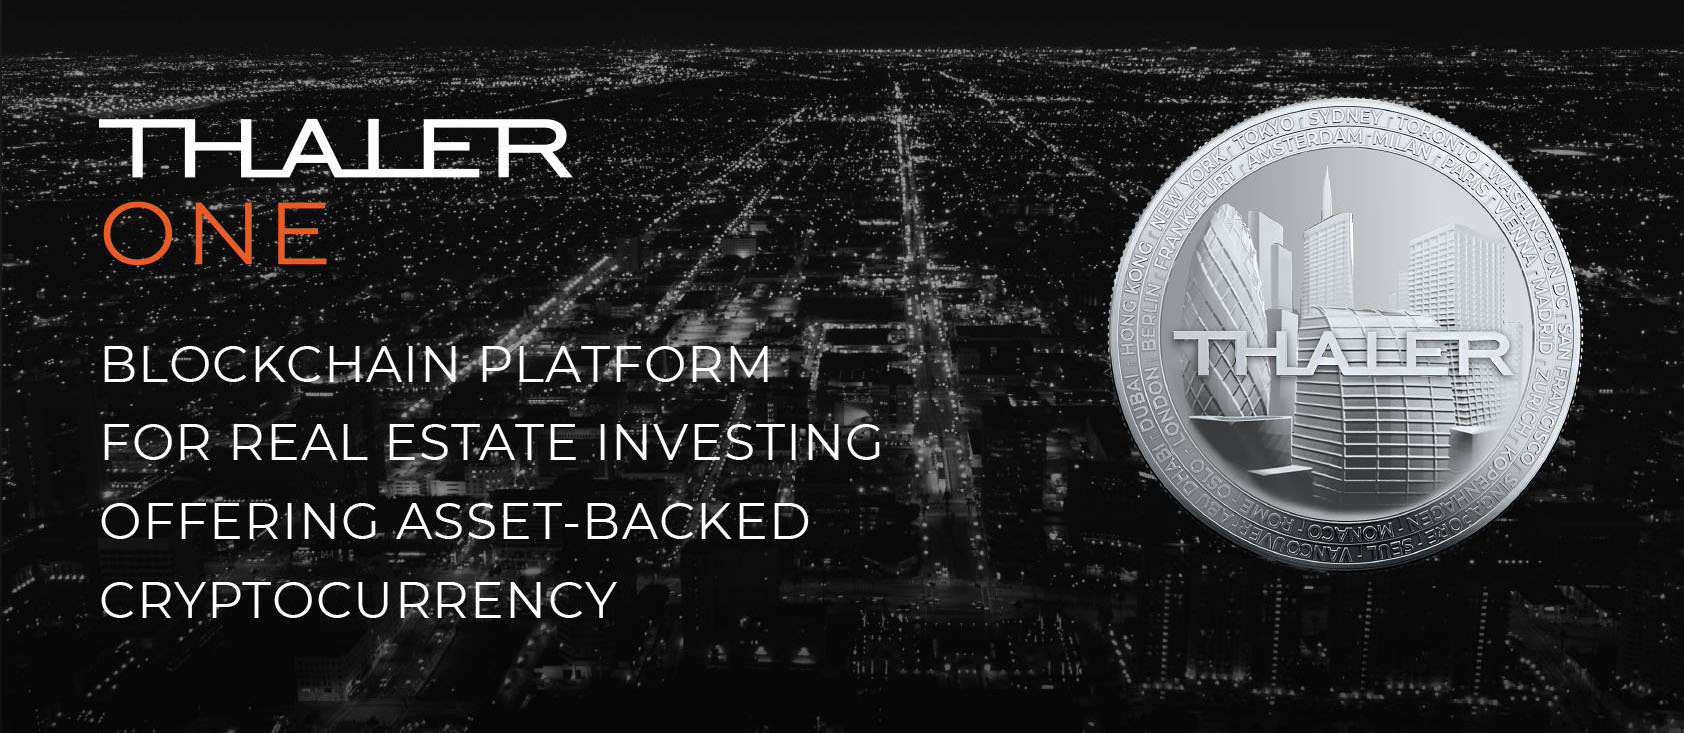 THALER
ONE
BLOCKCHAIN PLATFORM
FOR REAL ESTATE INVESTING
OFFERING ASSET-BACKED
CRYPTOCURRENCY
DUBAI · HONG KONG · NEW YORK · TOKYO · SYDNEY · TORONTO · WASHINGTON DC · SAN FRANCISCO · SINGAPORE · SEUL · VANCOUVER · ABU DHABI ·
LONDON · BERLIN · FRANKFURT · AMSTERDAM · MILAN · PARIS · VIENNA · MADRID · ZURICH · KOPENHAGEN · MONACO · ROME · OSLO ·
THALER